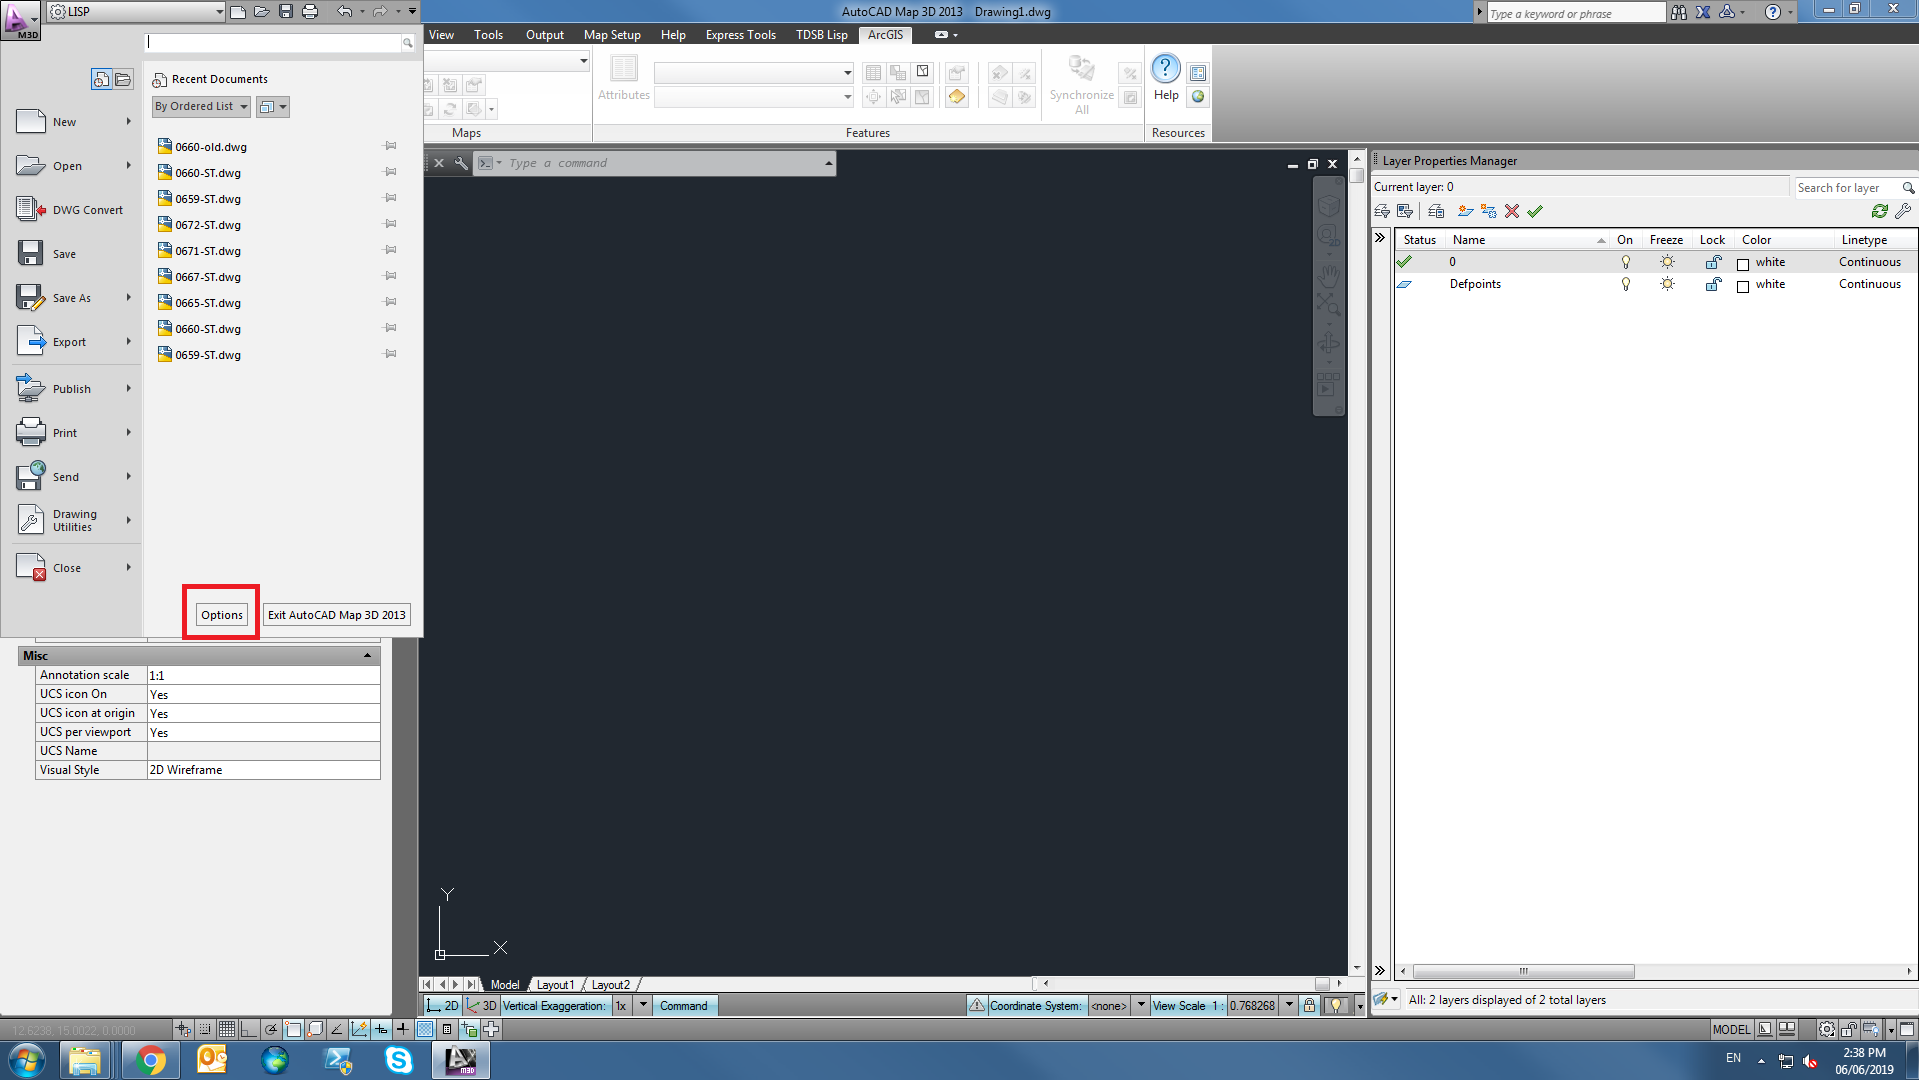 LISP
AutoCAD Map 3D 2013 Drawing1.dwg
Type a keyword or phrase
M3D
View Tools Output Map Setup Help Express Tools TDSB Lisp ArcGIS
Recent Documents
By Ordered List
New
Open
DWG Convert
Save
Save As
Export
Publish
Print
Send
Drawing
Utilities
Close
0660-old.dwg
0660-ST.dwg
0659-ST.dwg
0672-ST.dwg
0671-ST.dwg
0667-ST.dwg
0665-ST.dwg
0660-ST.dwg
0659-ST.dwg
Options Exit AutoCAD Map 3D 2013
Attributes
Synchronize
All
Help
Maps Features Resources
Type a command
Layer Properties Manager
Current layer: 0
Search for layer
Status Name On Freeze Lock Color Linetype
0 white Continuous
Defpoints white Continuous
Misc
Annotation scale 1:1
UCS icon On Yes
UCS icon at origin Yes
UCS per viewport Yes
UCS Name
Visual Style 2D Wireframe
Y
X
Model Layout1 Layout2
2D 3D Vertical Exaggeration: 1x Command
Coordinate System: <none> View Scale 1 : 0.768268
All: 2 layers displayed of 2 total layers
12.6236, 15.0022, 0.0000
MODEL
EN
2:38 PM
06/06/2019